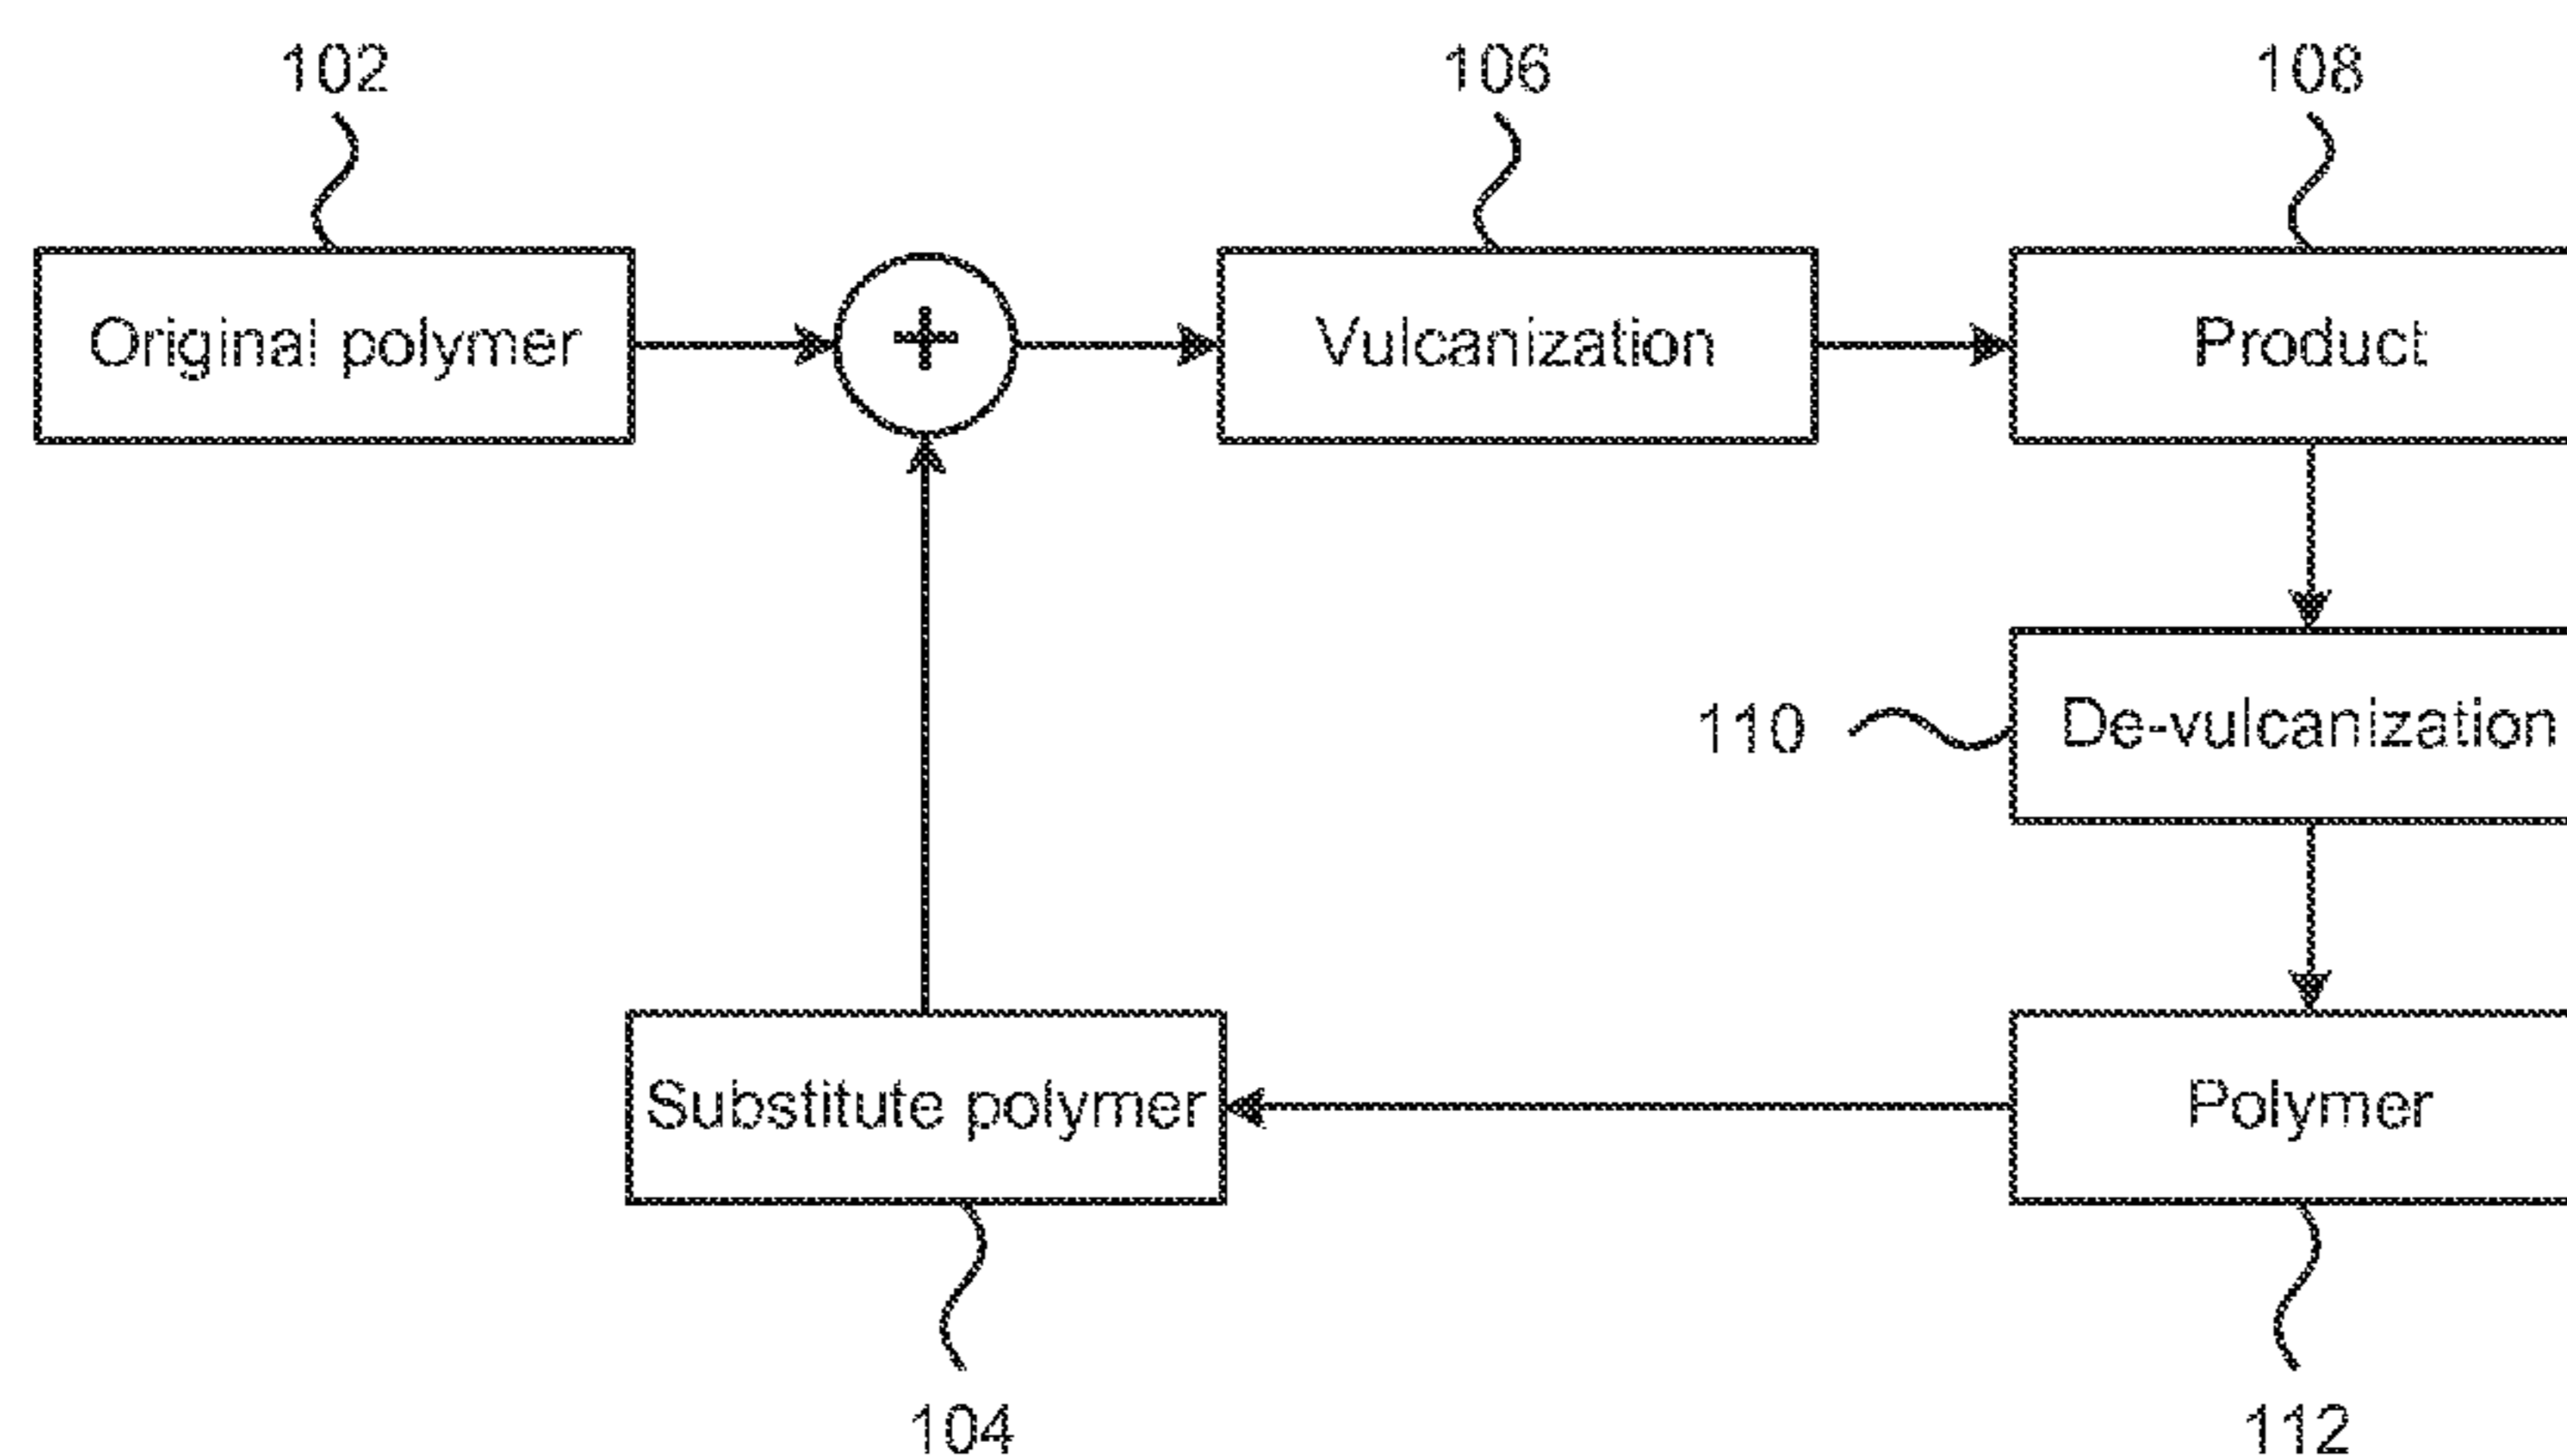 102
106
108
Original polymer
+
Vulcanization
Product
110
De-vulcanization
Substitute polymer
Polymer
104
112